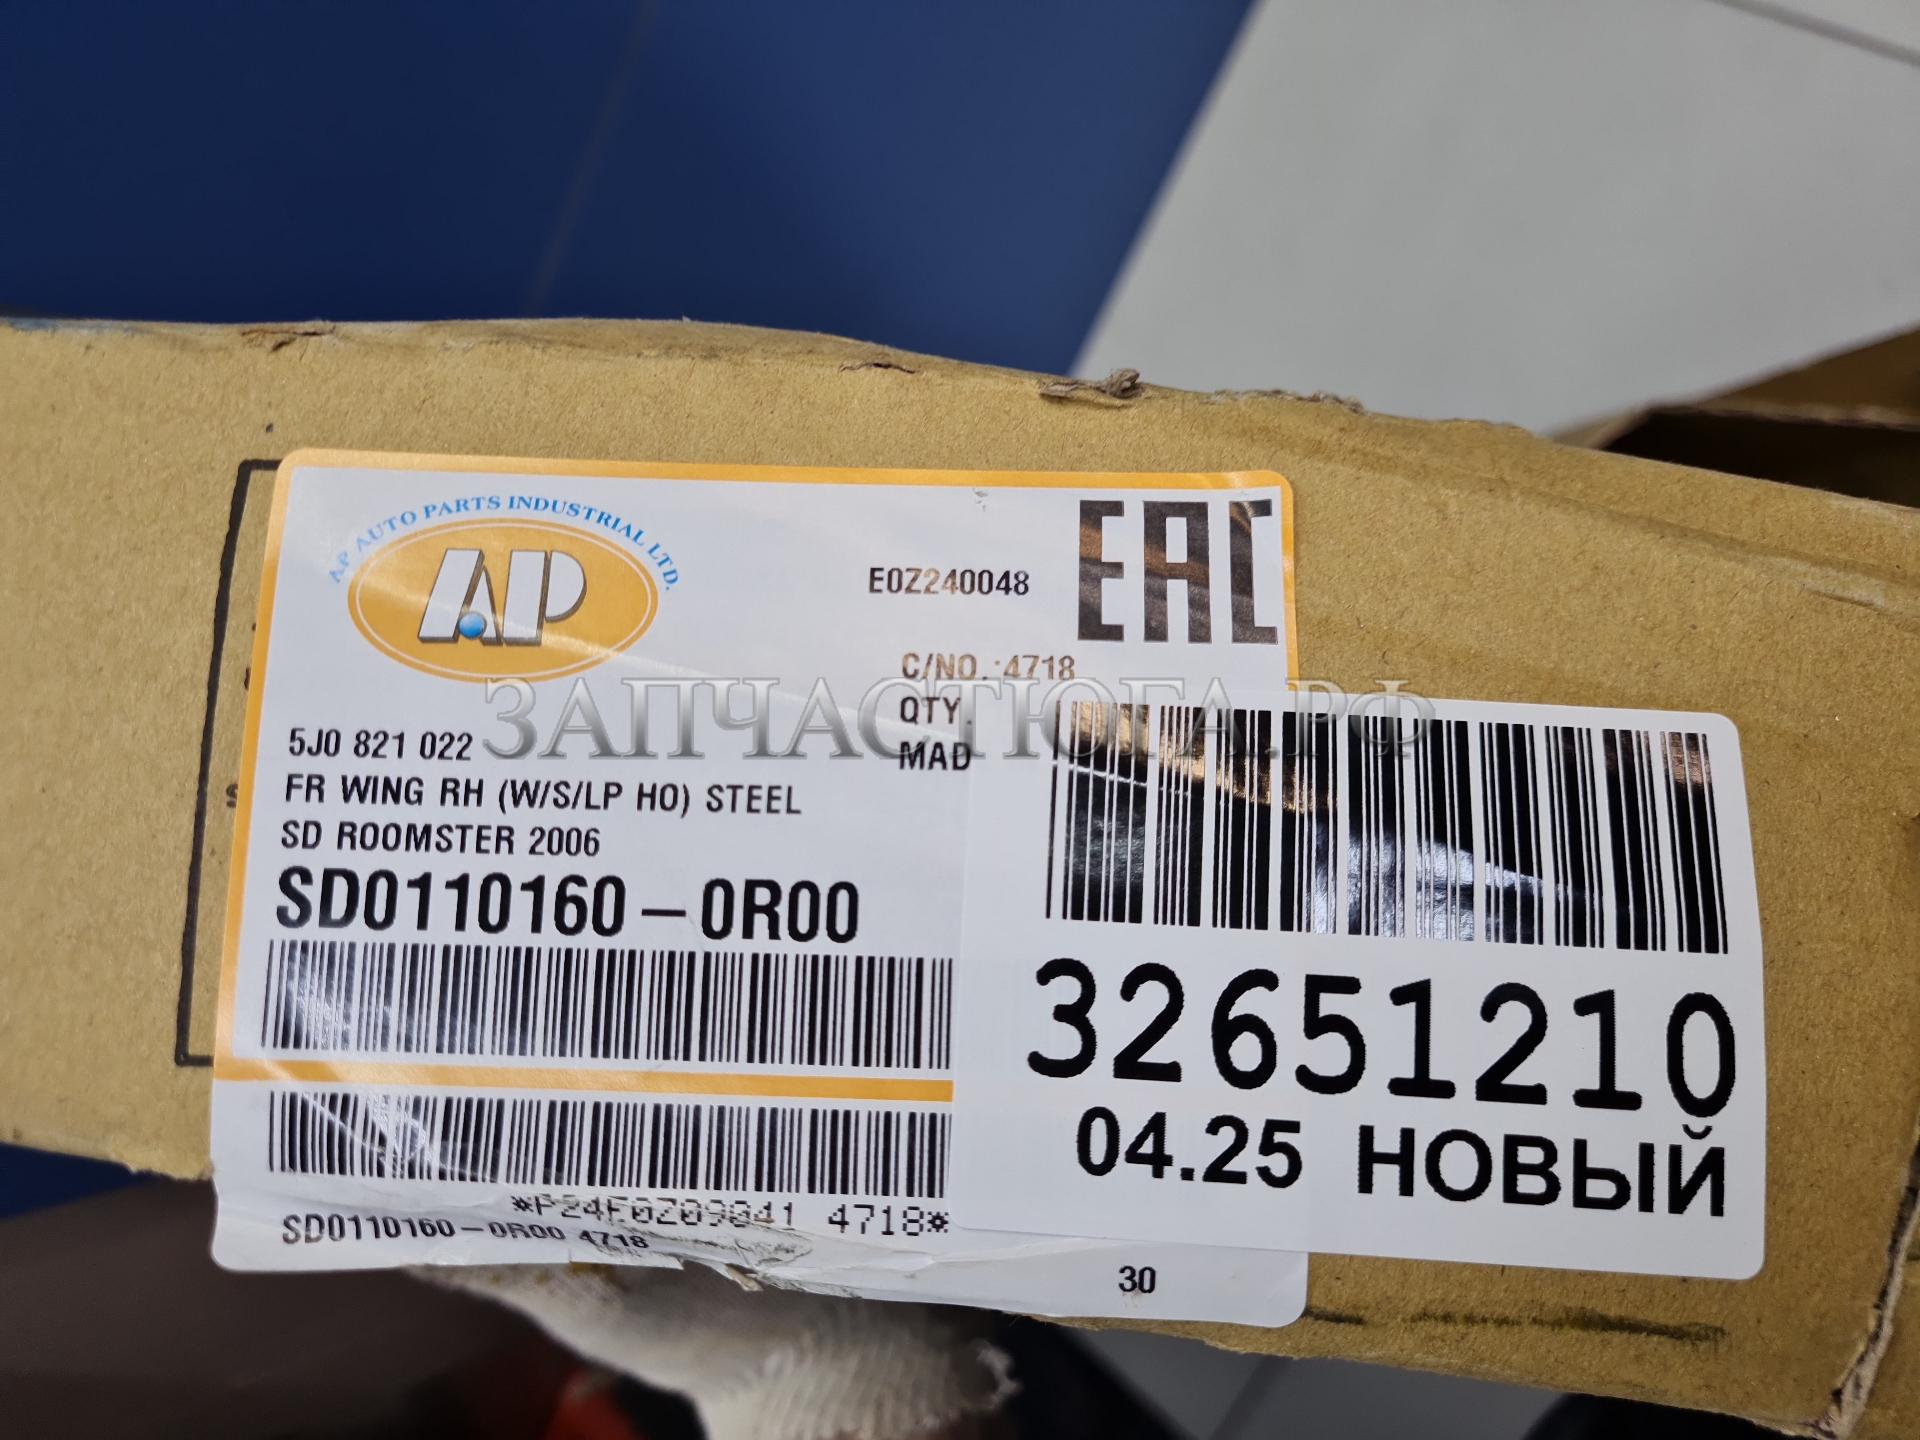 AP AUTO PARTS INDUSTRIAL LTD.
AP
E0Z240048
EAC
C/NO.:4718
QTY.
MAD
ЗАПЧАСТЮГА.РФ
5J0 821 022
FR WING RH (W/S/LP HO) STEEL
SD ROOMSTER 2006
SD0110160-0R00
32651210
04.25 НОВЫЙ
*P24E0Z09041 4718*
SD0110160-0R00 4718
30